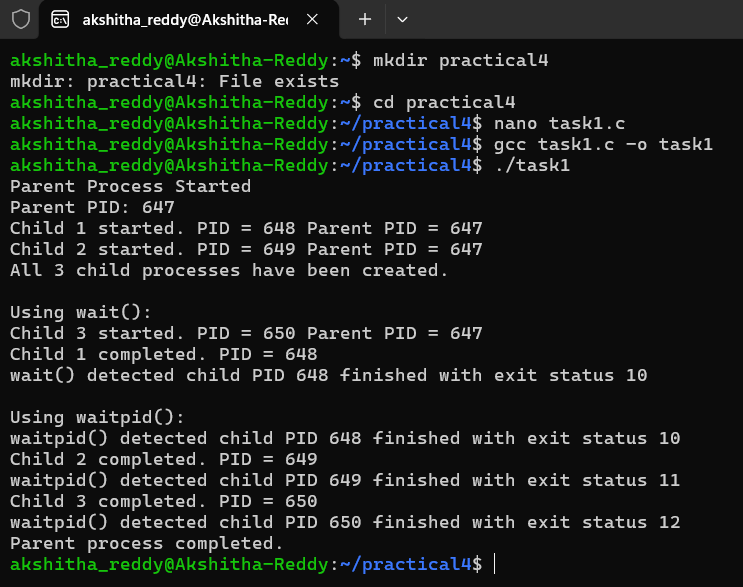 akshitha_reddy@Akshitha-Re
akshitha_reddy@Akshitha-Reddy:~$ mkdir practical4
mkdir: practical4: File exists
akshitha_reddy@Akshitha-Reddy:~$ cd practical4
akshitha_reddy@Akshitha-Reddy:~/practical4$ nano task1.c
akshitha_reddy@Akshitha-Reddy:~/practical4$ gcc task1.c -o task1
akshitha_reddy@Akshitha-Reddy:~/practical4$ ./task1
Parent Process Started
Parent PID: 647
Child 1 started. PID = 648 Parent PID = 647
Child 2 started. PID = 649 Parent PID = 647
All 3 child processes have been created.

Using wait():
Child 3 started. PID = 650 Parent PID = 647
Child 1 completed. PID = 648
wait() detected child PID 648 finished with exit status 10

Using waitpid():
waitpid() detected child PID 648 finished with exit status 10
Child 2 completed. PID = 649
waitpid() detected child PID 649 finished with exit status 11
Child 3 completed. PID = 650
waitpid() detected child PID 650 finished with exit status 12
Parent process completed.
akshitha_reddy@Akshitha-Reddy:~/practical4$